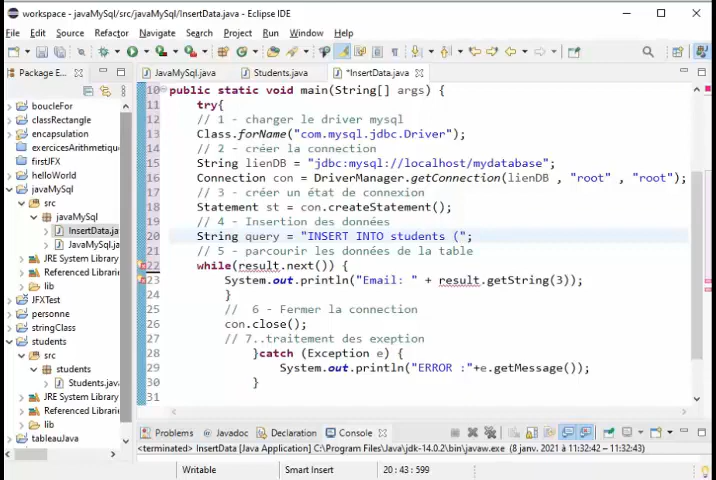 workspace - javaMySql/src/javaMySql/InsertData.java - Eclipse IDE
File Edit Source Refactor Navigate Search Project Run Window Help
Package E...
JavaMySql.java
Students.java
*InsertData.java
boucleFor
classRectangle
encapsulation
exercicesArithmetique
firstJFX
helloWorld
javaMySql
src
javaMySql
InsertData.ja
JavaMySql.ja
JRE System Library
Referenced Librar
lib
JFXTest
personne
stringClass
students
src
students
Students.java
JRE System Library
Referenced Librar
lib
tableauJava
10 public static void main(String[] args) {
11 try{
12 // 1 - charger le driver mysql
13 Class.forName("com.mysql.jdbc.Driver");
14 // 2 - créer la connection
15 String lienDB = "jdbc:mysql://localhost/mydatabase";
16 Connection con = DriverManager.getConnection(lienDB , "root" , "root");
17 // 3 - créer un état de connexion
18 Statement st = con.createStatement();
19 // 4 - Insertion des données
20 String query = "INSERT INTO students (";
21 // 5 - parcourir les données de la table
22 while(result.next()) {
23 System.out.println("Email: " + result.getString(3));
24 }
25 // 6 - Fermer la connection
26 con.close();
27 // 7..traitement des exeption
28 }catch (Exception e) {
29 System.out.println("ERROR :"+e.getMessage());
30 }
31
Problems Javadoc Declaration Console
<terminated> InsertData [Java Application] C:\Program Files\Java\jdk-14.0.2\bin\javaw.exe (8 janv. 2021 à 11:32:42 – 11:32:43)
Writable Smart Insert 20 : 43 : 599